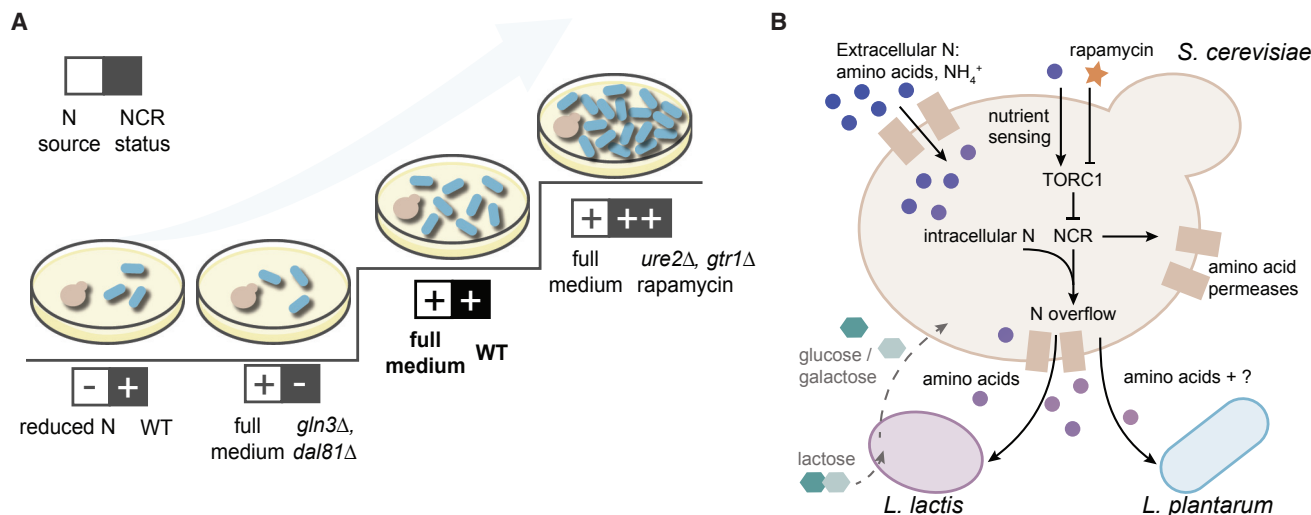 A
N
source
NCR
status
- +
reduced N WT
+ -
full
medium
gln3Δ,
dal81Δ
+ +
full
medium
WT
+ ++
full
medium
ure2Δ, gtr1Δ
rapamycin
B
Extracellular N:
amino acids, NH₄⁺
rapamycin
S. cerevisiae
nutrient
sensing
TORC1
intracellular N
NCR
amino acid
permeases
N overflow
glucose /
galactose
amino acids
amino acids + ?
lactose
L. lactis
L. plantarum